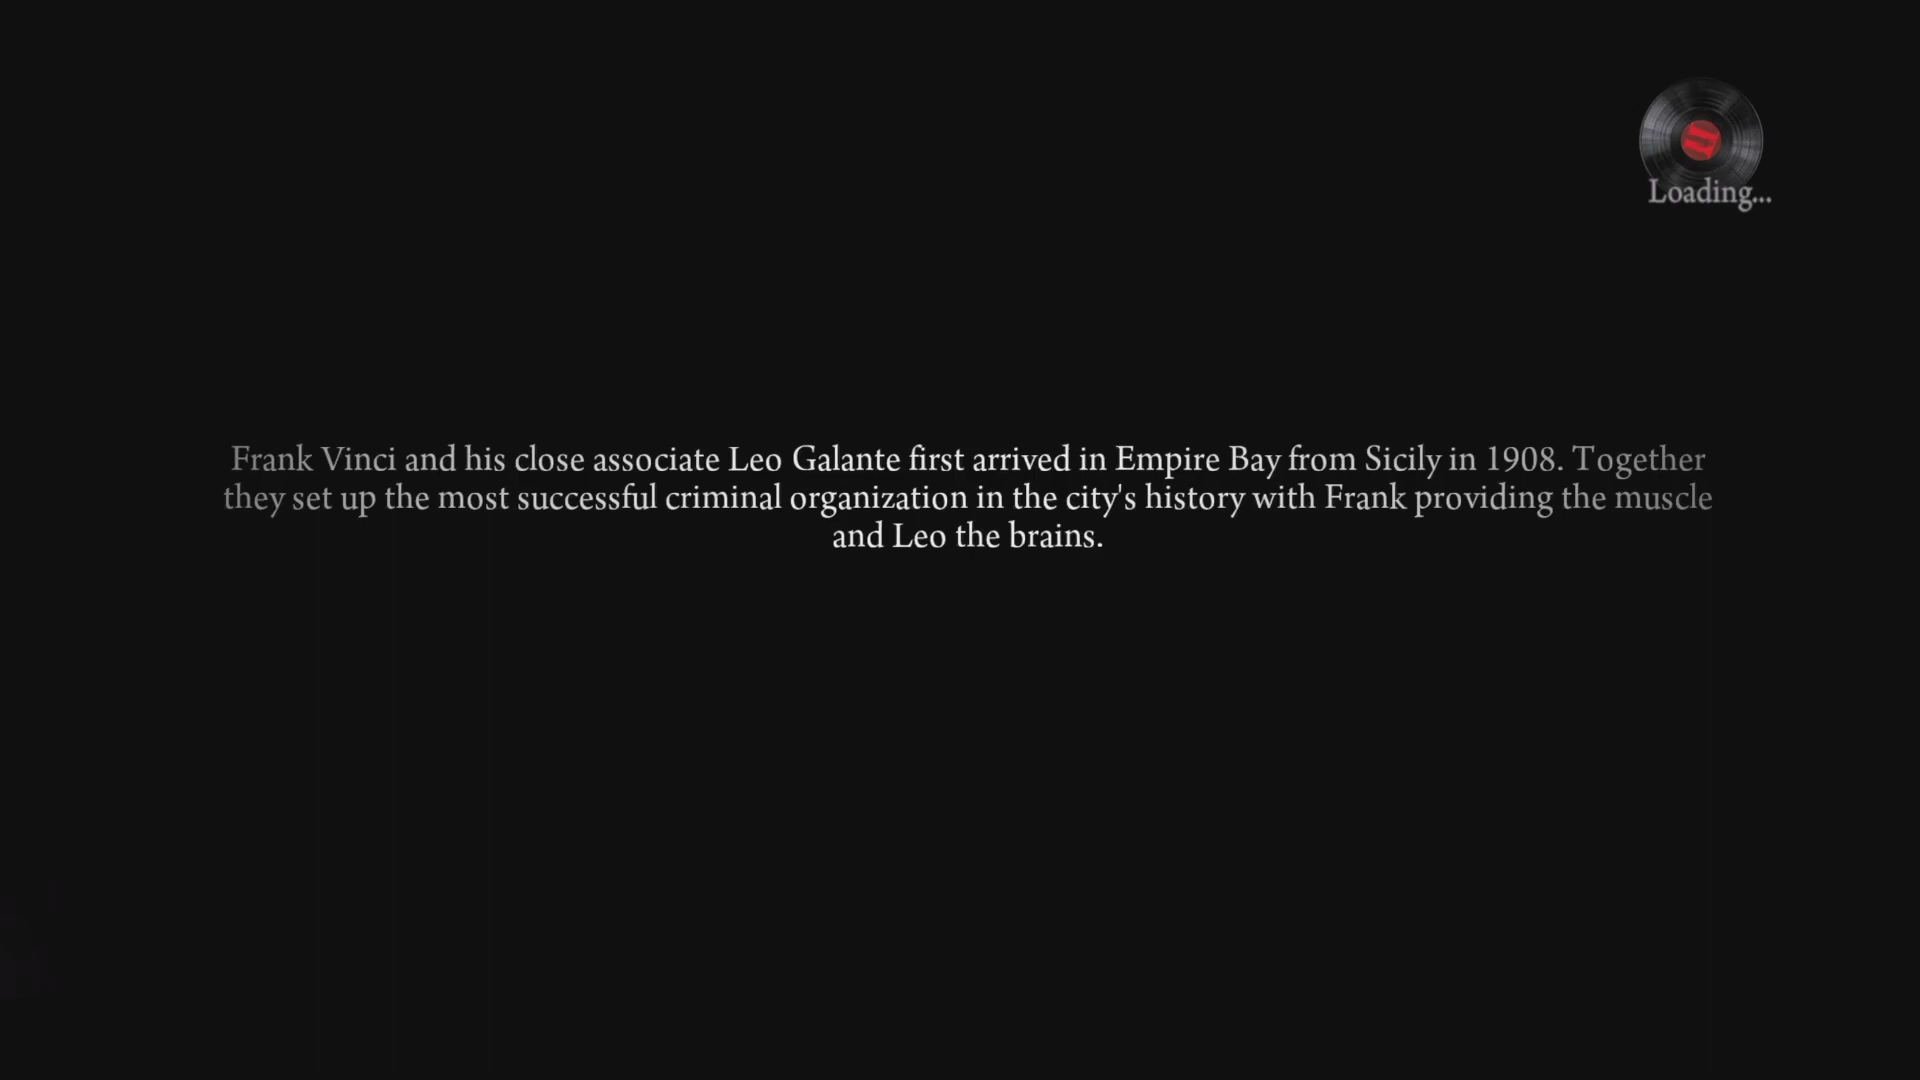 Loading...
Frank Vinci and his close associate Leo Galante first arrived in Empire Bay from Sicily in 1908. Together
they set up the most successful criminal organization in the city's history with Frank providing the muscle
and Leo the brains.